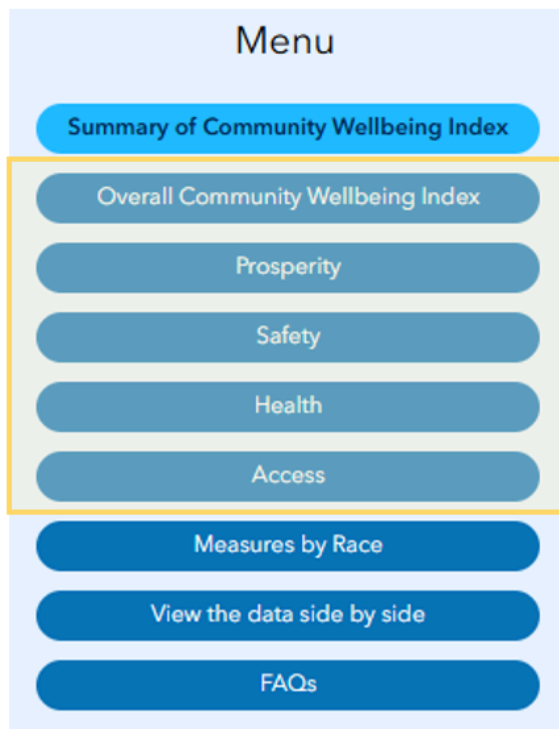 Menu
Summary of Community Wellbeing Index
Overall Community Wellbeing Index
Prosperity
Safety
Health
Access
Measures by Race
View the data side by side
FAQs